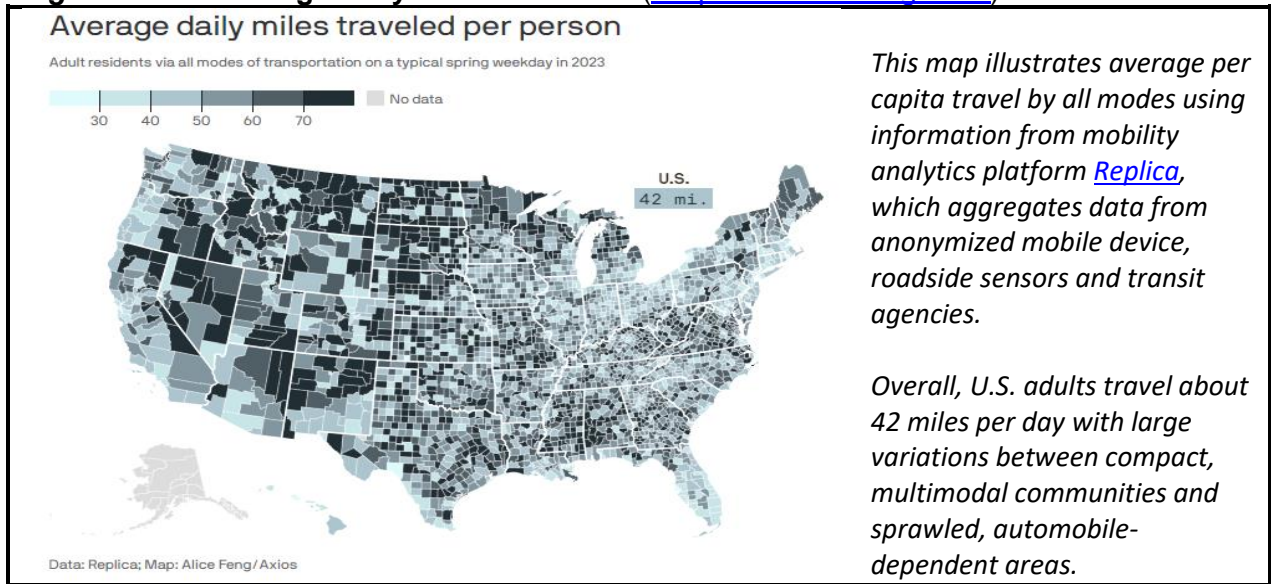 Average daily miles traveled per person
Adult residents via all modes of transportation on a typical spring weekday in 2023
No data
30 40 50 60 70
U.S.
42 mi.
Data: Replica; Map: Alice Feng/Axios
This map illustrates average per
capita travel by all modes using
information from mobility
analytics platform Replica,
which aggregates data from
anonymized mobile device,
roadside sensors and transit
agencies.
Overall, U.S. adults travel about
42 miles per day with large
variations between compact,
multimodal communities and
sprawled, automobile-
dependent areas.